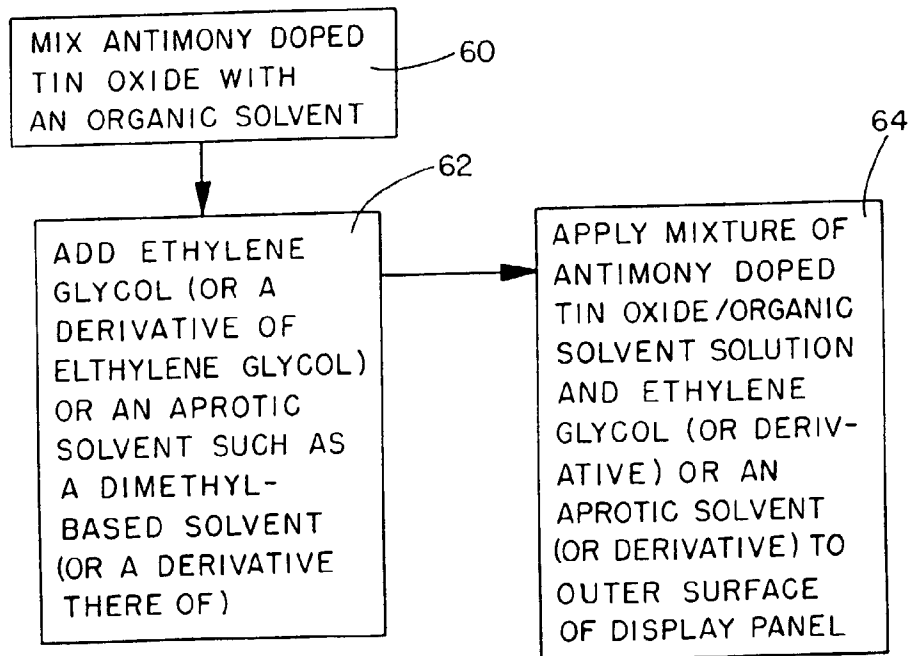 MIX ANTIMONY DOPED
TIN OXIDE WITH
AN ORGANIC SOLVENT
60
62
ADD ETHYLENE
GLYCOL (OR A
DERIVATIVE OF
ELTHYLENE GLYCOL)
OR AN APROTIC
SOLVENT SUCH AS
A DIMETHYL-
BASED SOLVENT
(OR A DERIVATIVE
THERE OF)
64
APPLY MIXTURE OF
ANTIMONY DOPED
TIN OXIDE/ORGANIC
SOLVENT SOLUTION
AND ETHYLENE
GLYCOL (OR DERIV-
ATIVE) OR AN
APROTIC SOLVENT
(OR DERIVATIVE) TO
OUTER SURFACE
OF DISPLAY PANEL